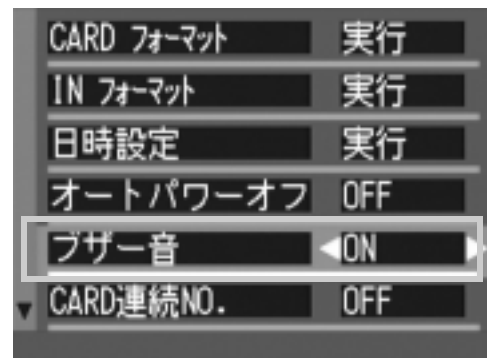 CARD フォーマット 実行
IN フォーマット 実行
日時設定 実行
オートパワーオフ OFF
ブザー音 ◀ON▶
CARD連続NO. OFF